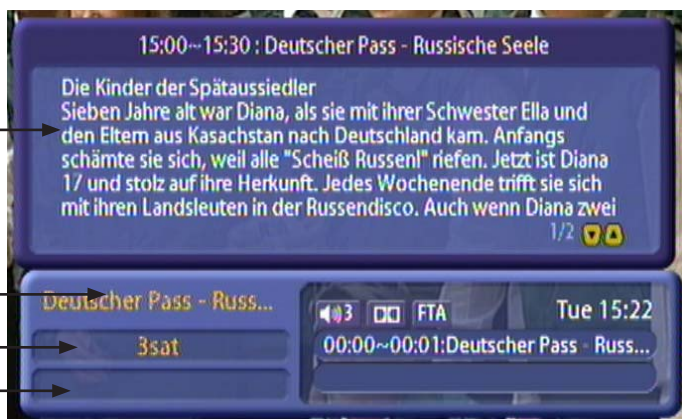 15:00~15:30 : Deutscher Pass - Russische Seele
Die Kinder der Spätaussiedler
Sieben Jahre alt war Diana, als sie mit ihrer Schwester Ella und
den Eltern aus Kasachstan nach Deutschland kam. Anfangs
schämte sie sich, weil alle "Scheiß Russen!" riefen. Jetzt ist Diana
17 und stolz auf ihre Herkunft. Jedes Wochenende trifft sie sich
mit ihren Landsleuten in der Russendisco. Auch wenn Diana zwei
1/2
Deutscher Pass - Russ...
3 FTA Tue 15:22
3sat
00:00~00:01:Deutscher Pass - Russ...